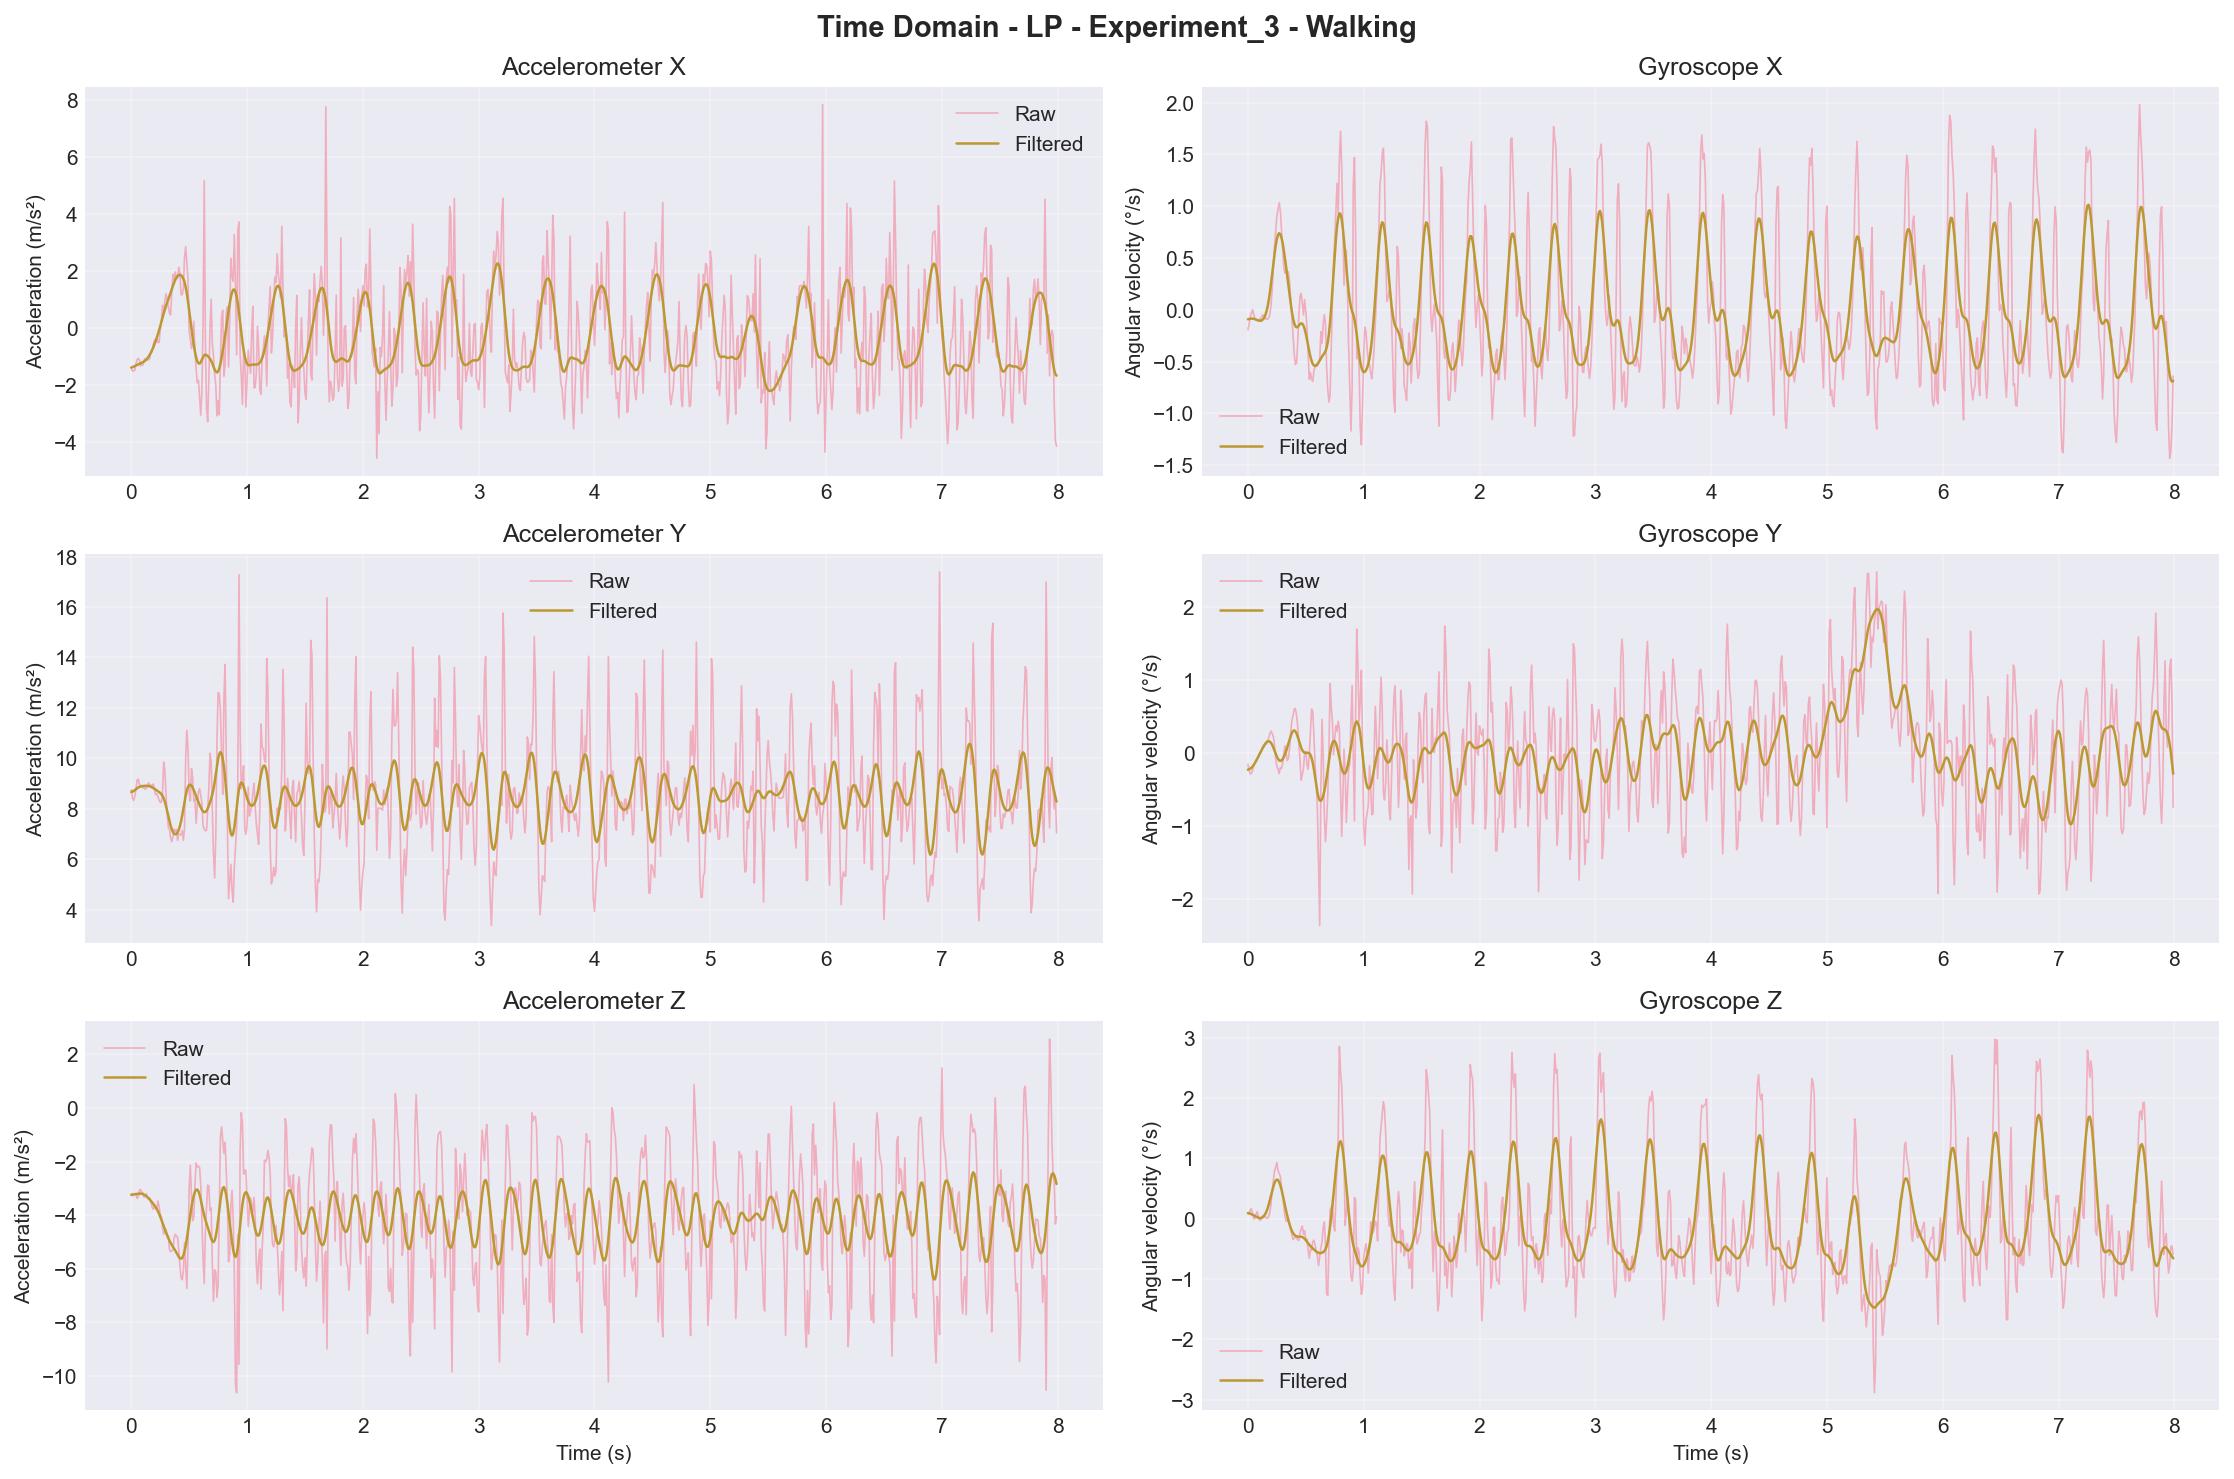 Time Domain - LP - Experiment_3 - Walking
Accelerometer X
Acceleration (m/s²)
8
6
4
2
0
−2
−4
0 1 2 3 4 5 6 7 8
Raw
Filtered
Gyroscope X
Angular velocity (°/s)
2.0
1.5
1.0
0.5
0.0
−0.5
−1.0
−1.5
0 1 2 3 4 5 6 7 8
Raw
Filtered
Accelerometer Y
Acceleration (m/s²)
18
16
14
12
10
8
6
4
0 1 2 3 4 5 6 7 8
Raw
Filtered
Gyroscope Y
Angular velocity (°/s)
2
1
0
−1
−2
0 1 2 3 4 5 6 7 8
Raw
Filtered
Accelerometer Z
Acceleration (m/s²)
2
0
−2
−4
−6
−8
−10
0 1 2 3 4 5 6 7 8
Time (s)
Raw
Filtered
Gyroscope Z
Angular velocity (°/s)
3
2
1
0
−1
−2
−3
0 1 2 3 4 5 6 7 8
Time (s)
Raw
Filtered